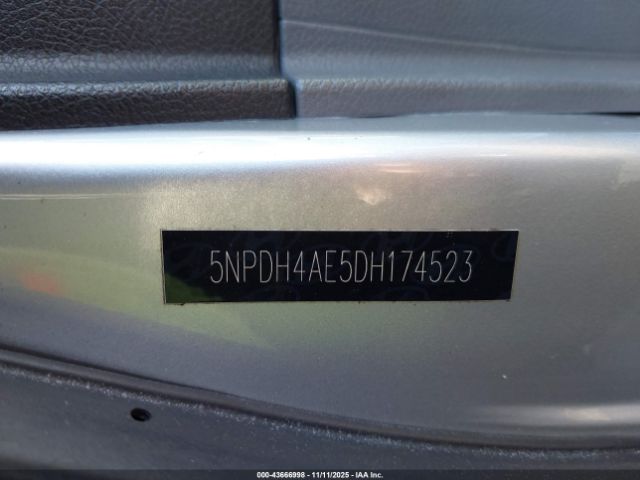 5NPDH4AE5DH174523
000-43666998 - 11/11/2025 - © IAA Inc.